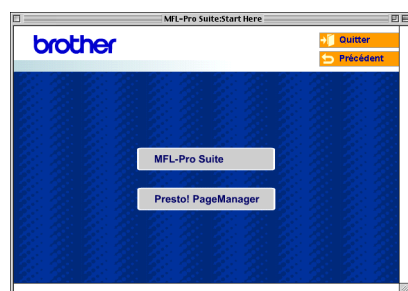 MFL-Pro Suite:Start Here
brother
Quitter
Précédent
MFL-Pro Suite
Presto! PageManager